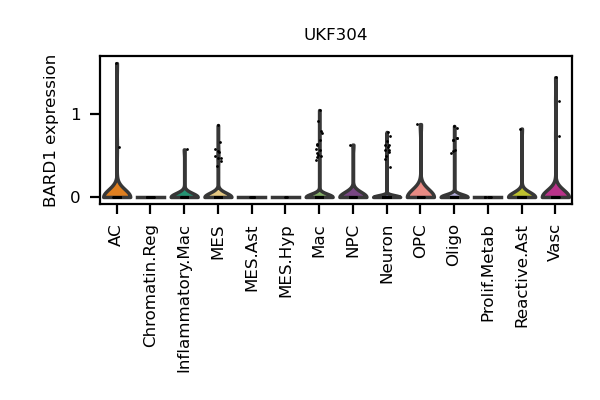 UKF304
BARD1 expression
1
0
AC
Chromatin.Reg
Inflammatory.Mac
MES
MES.Ast
MES.Hyp
Mac
NPC
Neuron
OPC
Oligo
Prolif.Metab
Reactive.Ast
Vasc